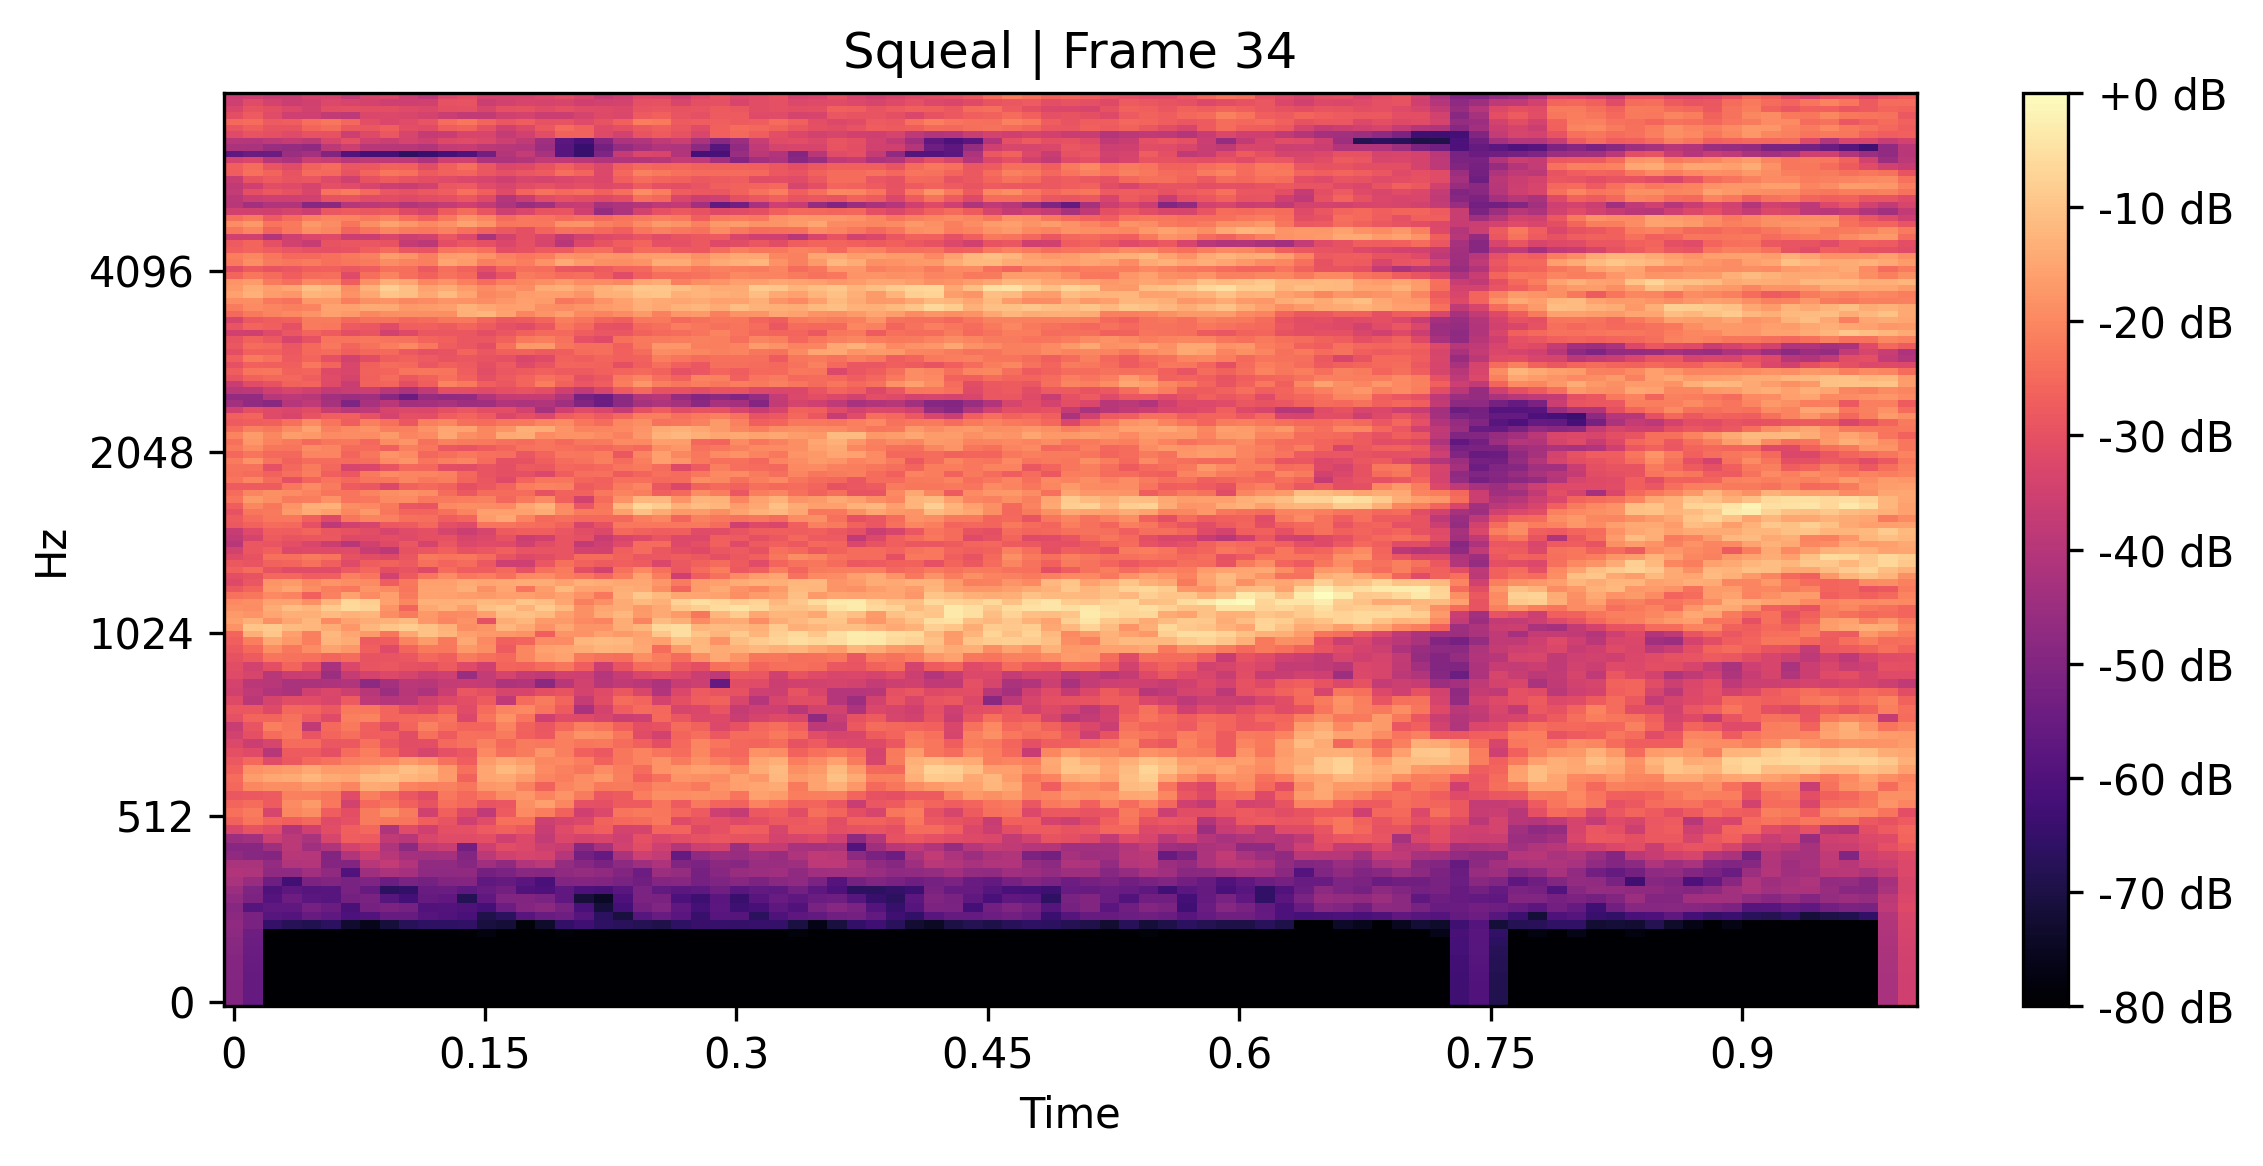 Squeal | Frame 34
+0 dB
-10 dB
-20 dB
-30 dB
-40 dB
-50 dB
-60 dB
-70 dB
-80 dB
Hz
4096
2048
1024
512
0
0 0.15 0.3 0.45 0.6 0.75 0.9
Time